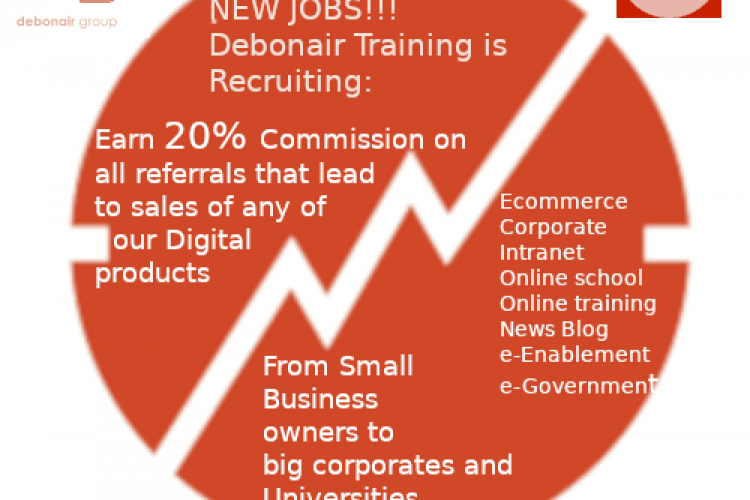 debonair group
NEW JOBS!!!
Debonair Training is
Recruiting:
Earn 20% Commission on
all referrals that lead
to sales of any of
our Digital
products
Ecommerce
Corporate
Intranet
Online school
Online training
News Blog
e-Enablement
e-Government
From Small
Business
owners to
big corporates and
Universities